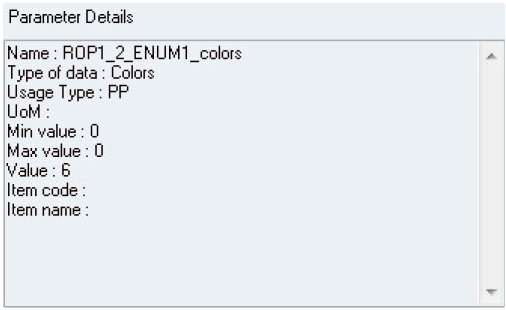 Parameter Details
Name : ROP1_2_ENUM1_colors
Type of data : Colors
Usage Type : PP
UoM :
Min value : 0
Max value : 0
Value : 6
Item code :
Item name :